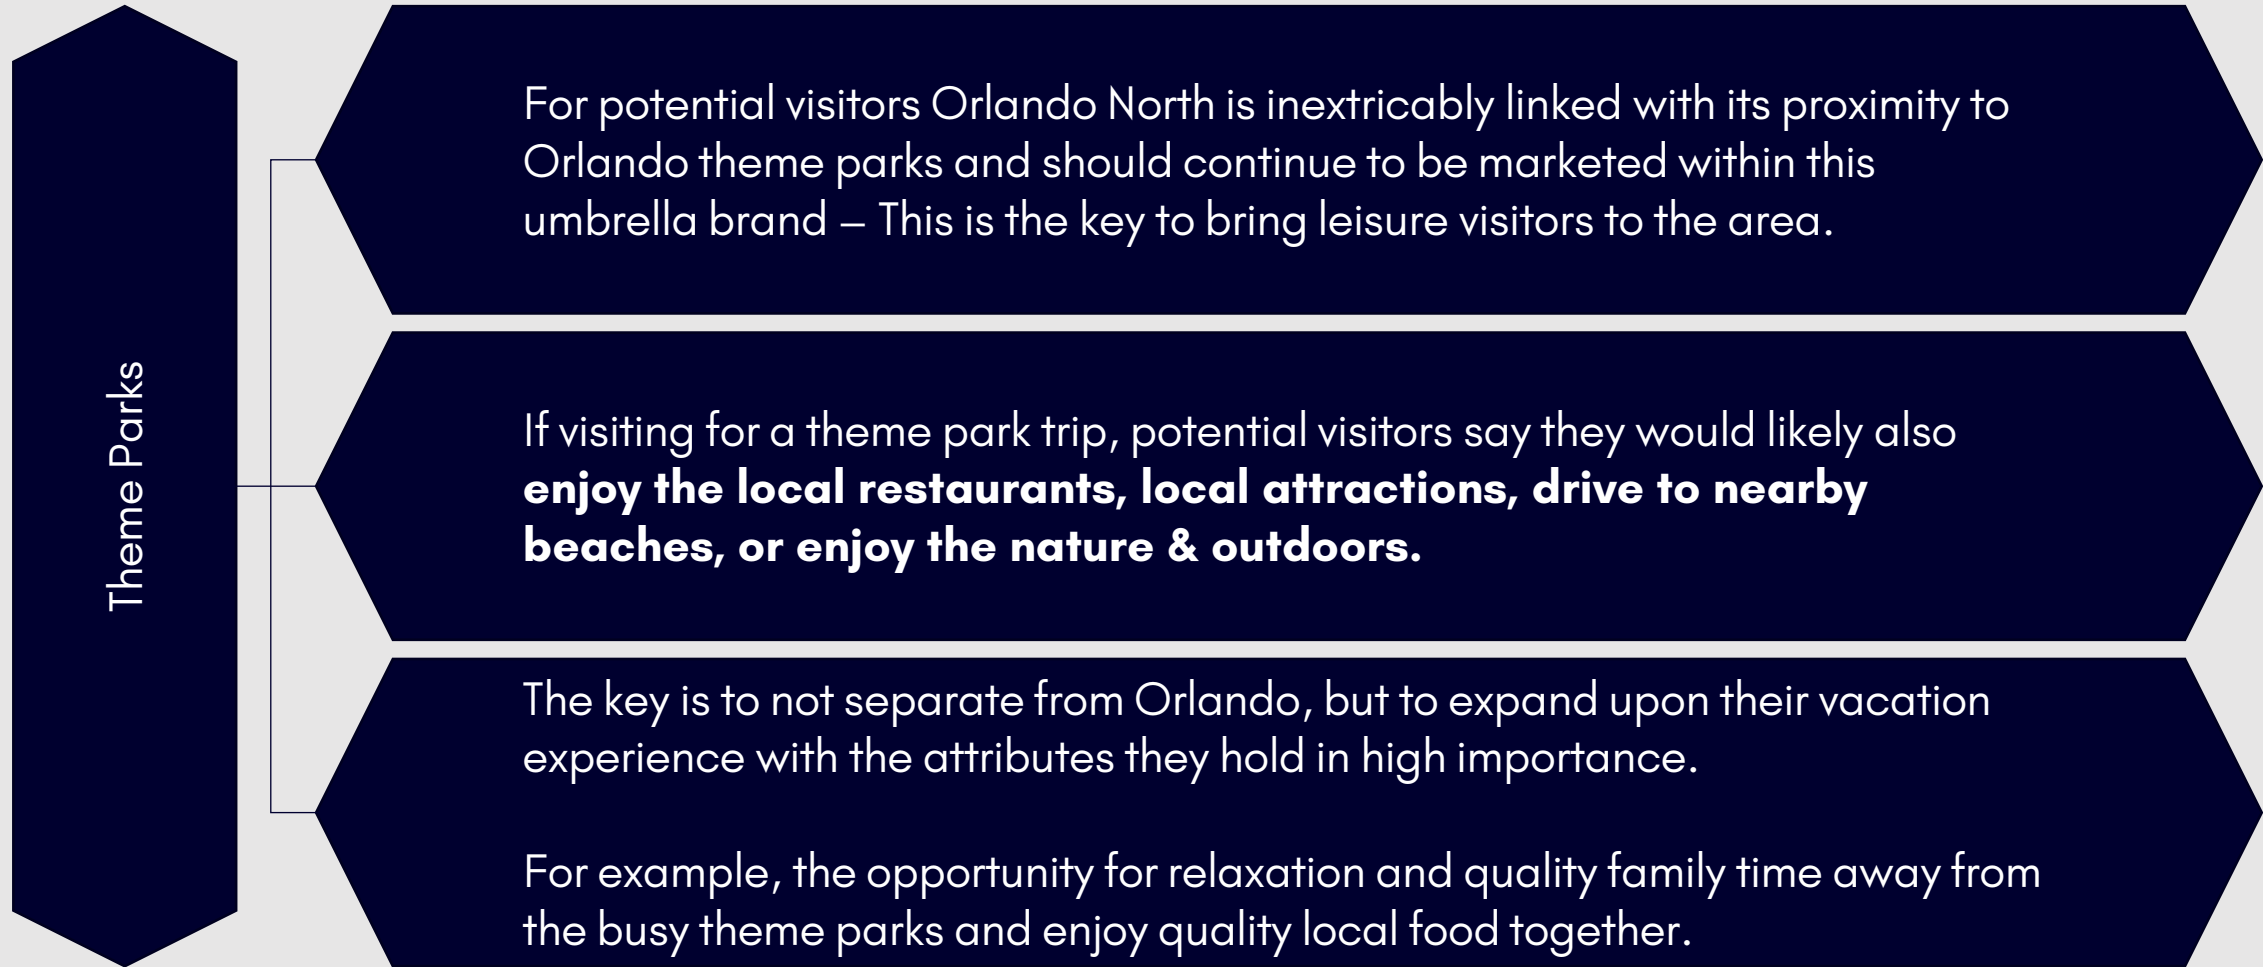 Theme Parks
For potential visitors Orlando North is inextricably linked with its proximity to
Orlando theme parks and should continue to be marketed within this
umbrella brand – This is the key to bring leisure visitors to the area.
If visiting for a theme park trip, potential visitors say they would likely also
enjoy the local restaurants, local attractions, drive to nearby
beaches, or enjoy the nature & outdoors.
The key is to not separate from Orlando, but to expand upon their vacation
experience with the attributes they hold in high importance.
For example, the opportunity for relaxation and quality family time away from
the busy theme parks and enjoy quality local food together.